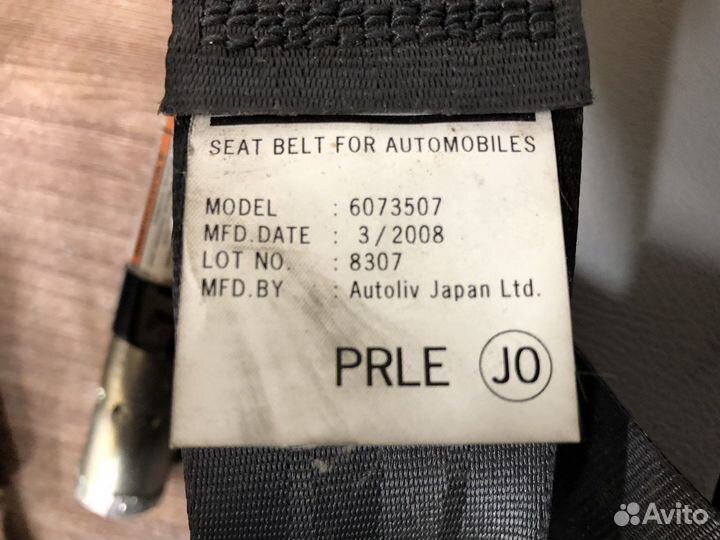 SEAT BELT FOR AUTOMOBILES
MODEL : 6073507
MFD.DATE : 3/2008
LOT NO. : 8307
MFD.BY : Autoliv Japan Ltd.
PRLE JO
Avito